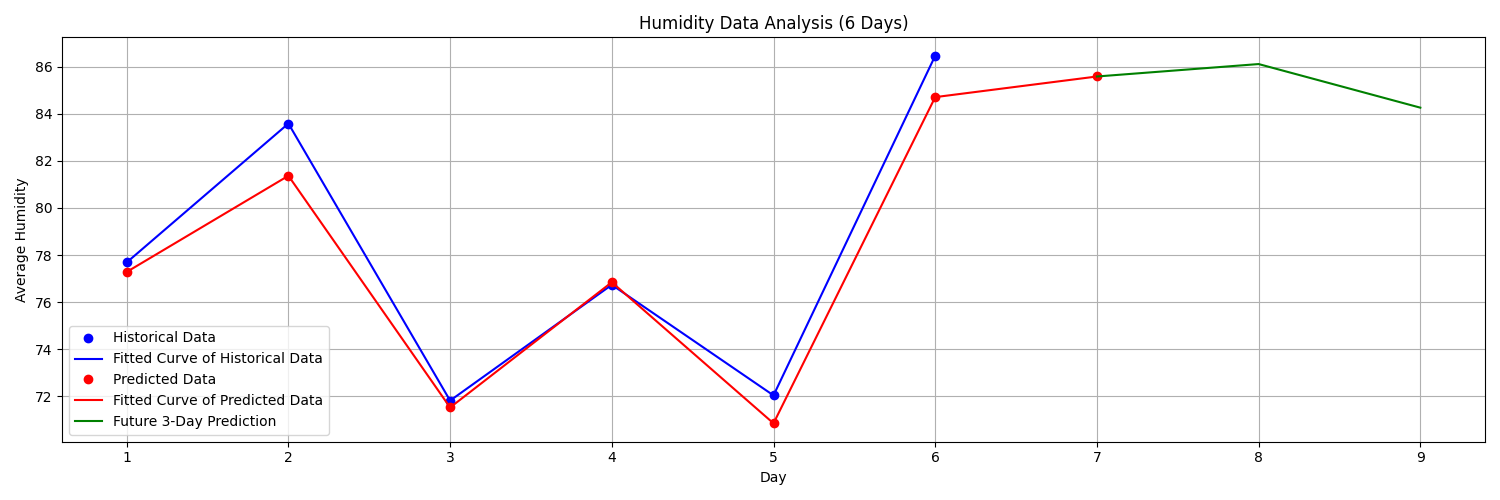 Humidity Data Analysis (6 Days)
Average Humidity
86
84
82
80
78
76
74
72
Historical Data
Fitted Curve of Historical Data
Predicted Data
Fitted Curve of Predicted Data
Future 3-Day Prediction
1 2 3 4 5 6 7 8 9
Day